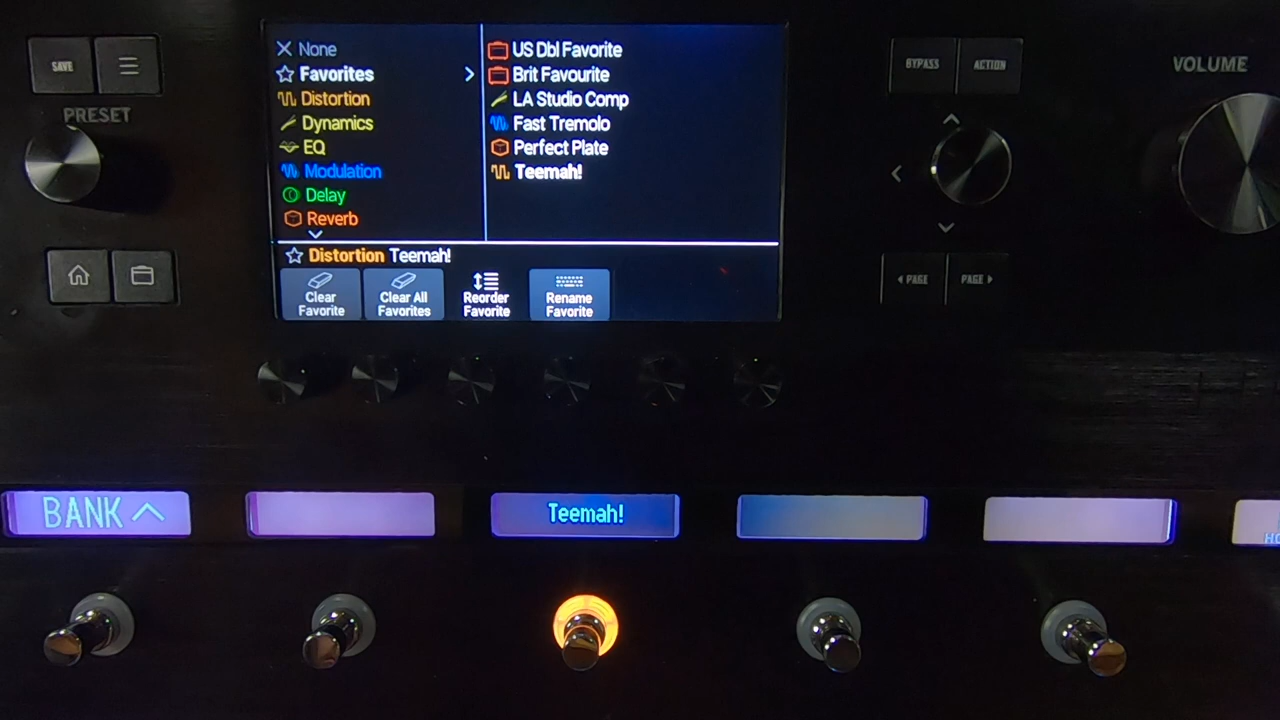 SAVE
PRESET
None
Favorites
Distortion
Dynamics
EQ
Modulation
Delay
Reverb
US Dbl Favorite
Brit Favourite
LA Studio Comp
Fast Tremolo
Perfect Plate
Teemah!
Distortion Teemah!
Clear Favorite
Clear All Favorites
Reorder Favorite
Rename Favorite
BYPASS
ACTION
VOLUME
PAGE
PAGE
BANK
Teemah!